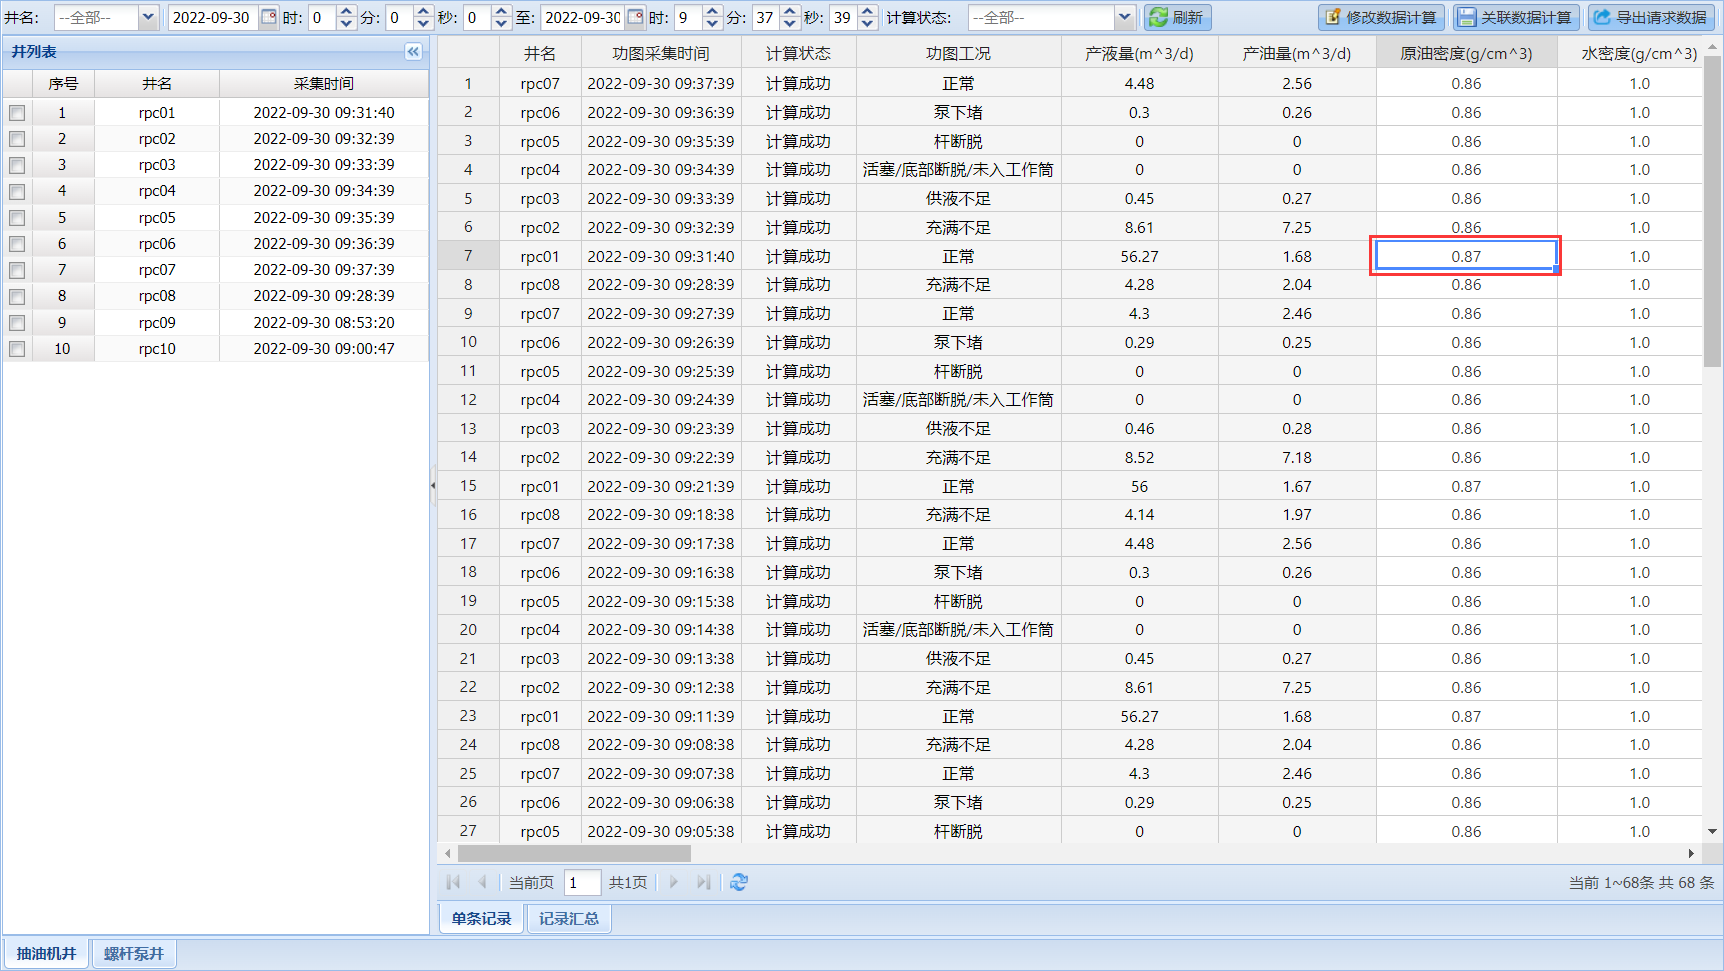 井名: --全部-- 2022-09-30 时: 0 分: 0 秒: 0 至: 2022-09-30 时: 9 分: 37 秒: 39 计算状态: --全部-- 刷新 修改数据计算 关联数据计算 导出请求数据
井列表
序号 井名 采集时间
1 rpc01 2022-09-30 09:31:40
2 rpc02 2022-09-30 09:32:39
3 rpc03 2022-09-30 09:33:39
4 rpc04 2022-09-30 09:34:39
5 rpc05 2022-09-30 09:35:39
6 rpc06 2022-09-30 09:36:39
7 rpc07 2022-09-30 09:37:39
8 rpc08 2022-09-30 09:28:39
9 rpc09 2022-09-30 08:53:20
10 rpc10 2022-09-30 09:00:47
井名 功图采集时间 计算状态 功图工况 产液量(m^3/d) 产油量(m^3/d) 原油密度(g/cm^3) 水密度(g/cm^3)
1 rpc07 2022-09-30 09:37:39 计算成功 正常 4.48 2.56 0.86 1.0
2 rpc06 2022-09-30 09:36:39 计算成功 泵下堵 0.3 0.26 0.86 1.0
3 rpc05 2022-09-30 09:35:39 计算成功 杆断脱 0 0 0.86 1.0
4 rpc04 2022-09-30 09:34:39 计算成功 活塞/底部断脱/未入工作筒 0 0 0.86 1.0
5 rpc03 2022-09-30 09:33:39 计算成功 供液不足 0.45 0.27 0.86 1.0
6 rpc02 2022-09-30 09:32:39 计算成功 充满不足 8.61 7.25 0.86 1.0
7 rpc01 2022-09-30 09:31:40 计算成功 正常 56.27 1.68 0.87 1.0
8 rpc08 2022-09-30 09:28:39 计算成功 充满不足 4.28 2.04 0.86 1.0
9 rpc07 2022-09-30 09:27:39 计算成功 正常 4.3 2.46 0.86 1.0
10 rpc06 2022-09-30 09:26:39 计算成功 泵下堵 0.29 0.25 0.86 1.0
11 rpc05 2022-09-30 09:25:39 计算成功 杆断脱 0 0 0.86 1.0
12 rpc04 2022-09-30 09:24:39 计算成功 活塞/底部断脱/未入工作筒 0 0 0.86 1.0
13 rpc03 2022-09-30 09:23:39 计算成功 供液不足 0.46 0.28 0.86 1.0
14 rpc02 2022-09-30 09:22:39 计算成功 充满不足 8.52 7.18 0.86 1.0
15 rpc01 2022-09-30 09:21:39 计算成功 正常 56 1.67 0.87 1.0
16 rpc08 2022-09-30 09:18:38 计算成功 充满不足 4.14 1.97 0.86 1.0
17 rpc07 2022-09-30 09:17:38 计算成功 正常 4.48 2.56 0.86 1.0
18 rpc06 2022-09-30 09:16:38 计算成功 泵下堵 0.3 0.26 0.86 1.0
19 rpc05 2022-09-30 09:15:38 计算成功 杆断脱 0 0 0.86 1.0
20 rpc04 2022-09-30 09:14:38 计算成功 活塞/底部断脱/未入工作筒 0 0 0.86 1.0
21 rpc03 2022-09-30 09:13:38 计算成功 供液不足 0.45 0.27 0.86 1.0
22 rpc02 2022-09-30 09:12:38 计算成功 充满不足 8.61 7.25 0.86 1.0
23 rpc01 2022-09-30 09:11:39 计算成功 正常 56.27 1.68 0.87 1.0
24 rpc08 2022-09-30 09:08:38 计算成功 充满不足 4.28 2.04 0.86 1.0
25 rpc07 2022-09-30 09:07:38 计算成功 正常 4.3 2.46 0.86 1.0
26 rpc06 2022-09-30 09:06:38 计算成功 泵下堵 0.29 0.25 0.86 1.0
27 rpc05 2022-09-30 09:05:38 计算成功 杆断脱 0 0 0.86 1.0
当前页 1 共1页 当前 1~68条 共 68 条
单条记录 记录汇总
抽油机井 螺杆泵井